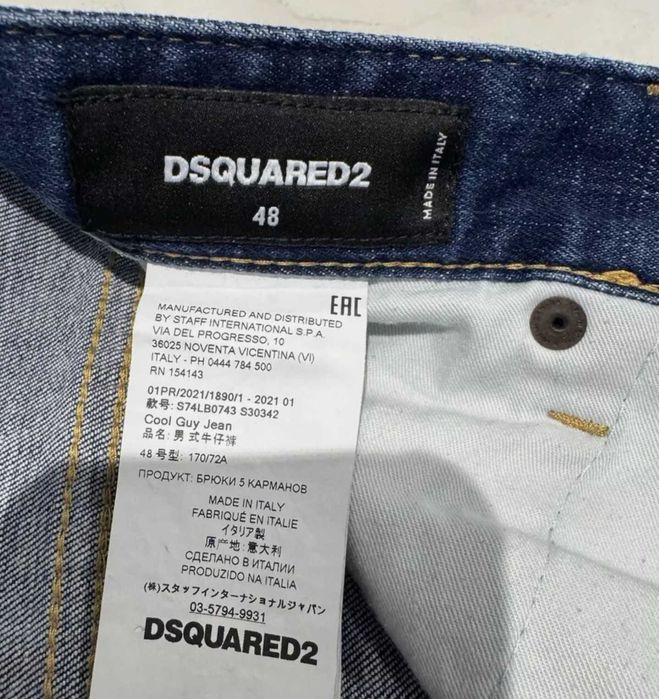 DSQUARED2
48
MADE IN ITALY
EAC
MANUFACTURED AND DISTRIBUTED
BY STAFF INTERNATIONAL S.P.A.
VIA DEL PROGRESSO, 10
36025 NOVENTA VICENTINA (VI)
ITALY - PH 0444 784 500
RN 154143
01PR/2021/1890/1 - 2021 01
款号: S74LB0743 S30342
Cool Guy Jean
品名: 男式牛仔裤
48 号型: 170/72A
ПРОДУКТ: БРЮКИ 5 КАРМАНОВ
MADE IN ITALY
FABRIQUÉ EN ITALIE
イタリア製
原产地:意大利
СДЕЛАНО В ИТАЛИИ
PRODUZIDO NA ITALIA
(株)スタッフインターナショナルジャパン
03-5794-9931
DSQUARED2